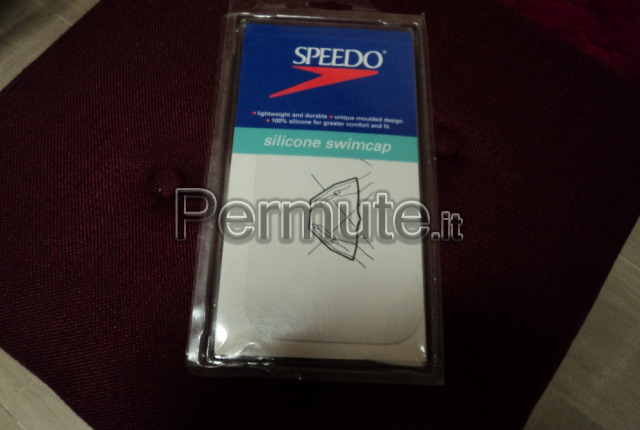 SPEEDO®
• lightweight and durable • unique moulded design
• 100% silicone for greater comfort and fit
silicone swimcap
Permute.it